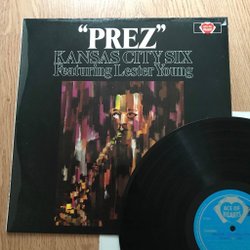 "PREZ"
KANSAS CITY SIX
Featuring Lester Young
ACE OF
HEARTS